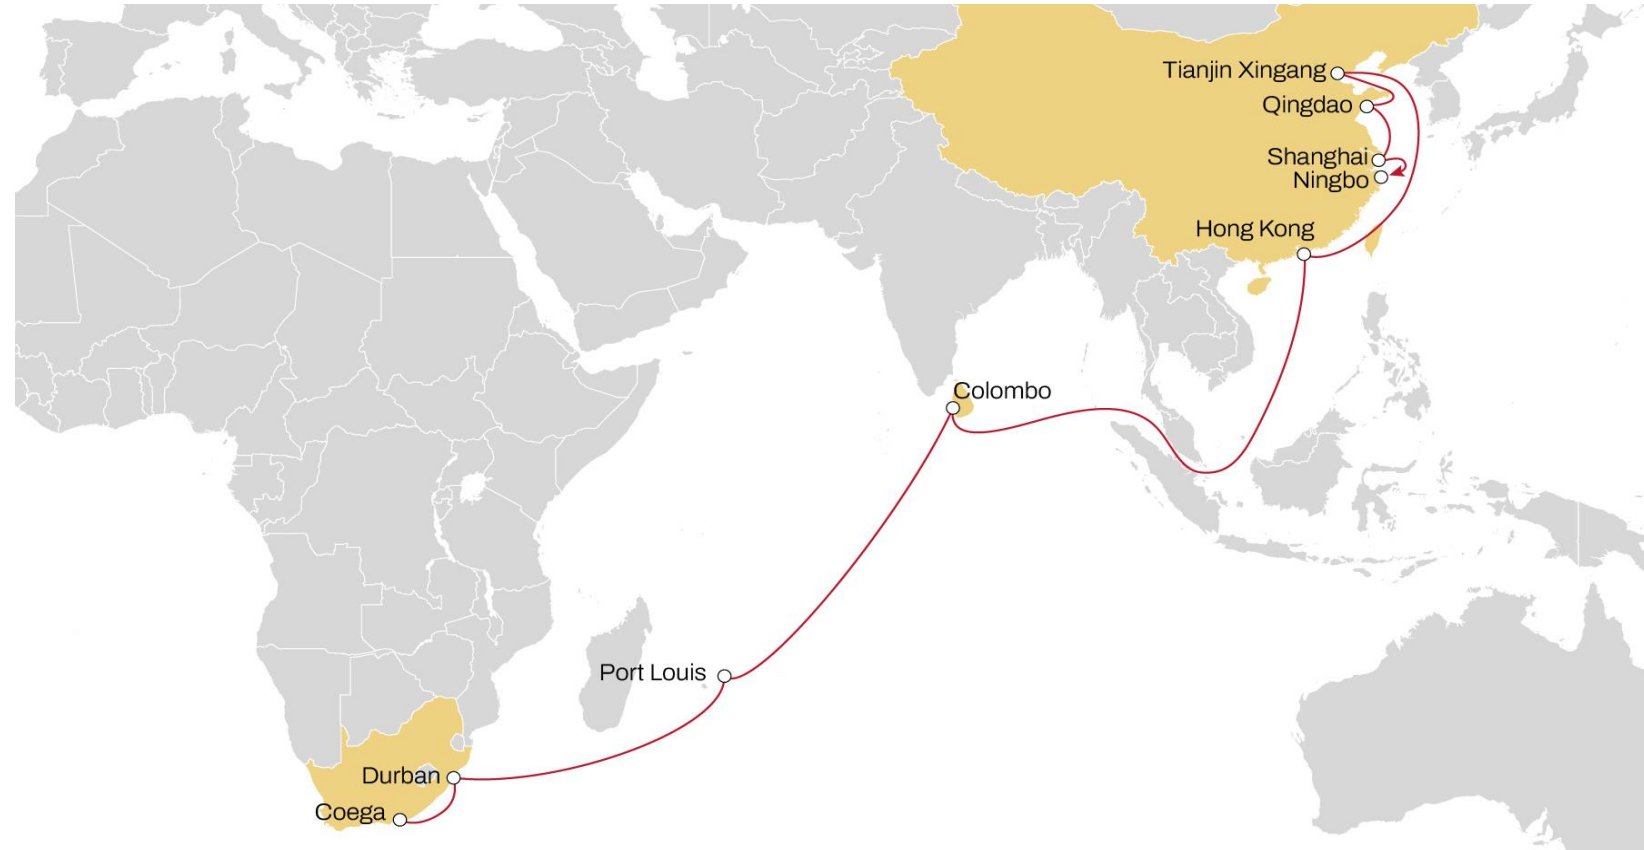 Tianjin Xingang
Qingdao
Shanghai
Ningbo
Hong Kong
Colombo
Port Louis
Durban
Coega